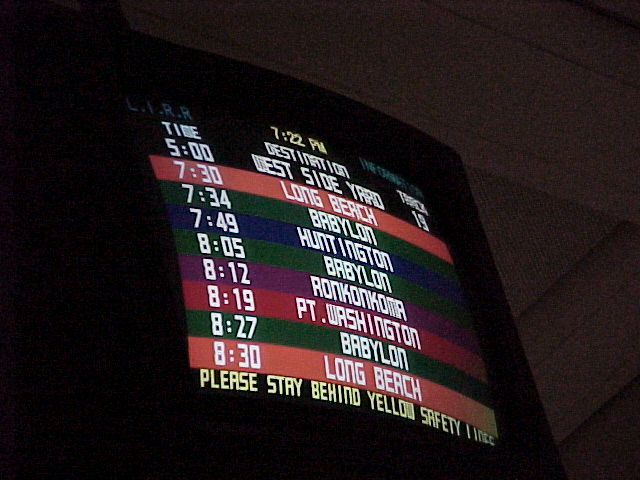 L.I.R.R 7:22 PM INFORMATION
TIME DESTINATION TRACK
5:00 WEST SIDE YARD 13
7:30 LONG BEACH
7:34 BABYLON
7:49 HUNTINGTON
8:05 BABYLON
8:12 RONKONKOMA
8:19 PT.WASHINGTON
8:27 BABYLON
8:30 LONG BEACH
PLEASE STAY BEHIND YELLOW SAFETY LINES